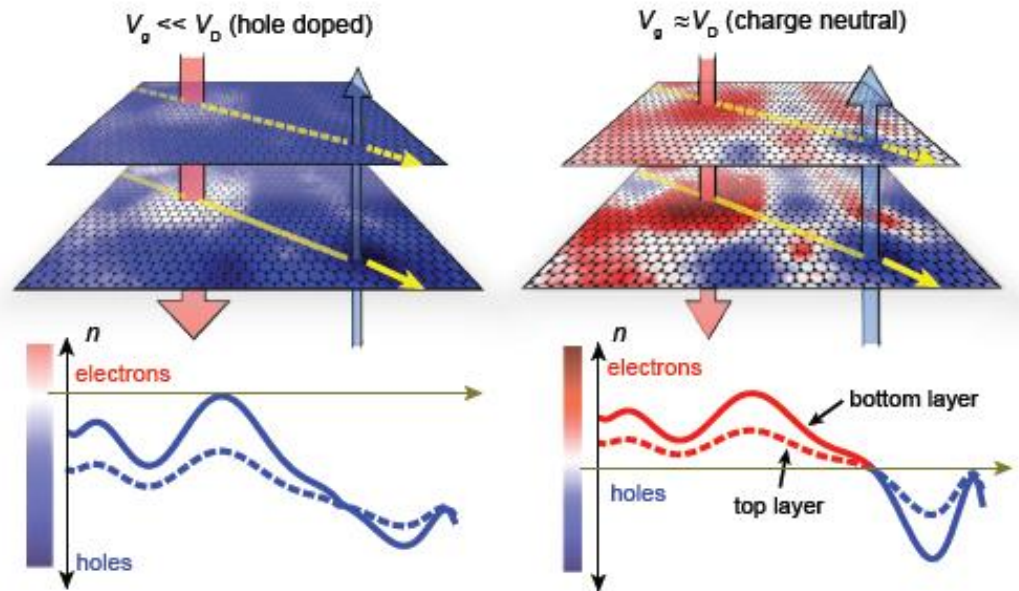 V_g << V_D (hole doped)
V_g ≈ V_D (charge neutral)
n
electrons
holes
n
electrons
bottom layer
holes
top layer